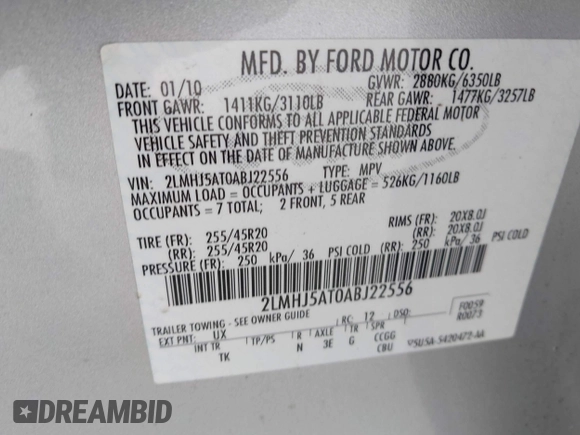 MFD. BY FORD MOTOR CO.
DATE: 01/10 GVWR: 2880KG/6350LB
FRONT GAWR: 1411KG/3110LB REAR GAWR: 1477KG/3257LB
THIS VEHICLE CONFORMS TO ALL APPLICABLE FEDERAL MOTOR
VEHICLE SAFETY AND THEFT PREVENTION STANDARDS
IN EFFECT ON THE DATE OF MANUFACTURE SHOWN ABOVE.
VIN: 2LMHJ5AT0ABJ22556 TYPE: MPV
MAXIMUM LOAD = OCCUPANTS + LUGGAGE = 526KG/1160LB
OCCUPANTS = 7 TOTAL; 2 FRONT, 5 REAR
TIRE (FR): 255/45R20 RIMS (FR): 20X8.0J
(RR): 255/45R20 (RR): 20X8.0J
PRESSURE (FR): 250 kPa/ 36 PSI COLD (RR): 250 kPa/ 36 PSI COLD
2LMHJ5AT0ABJ22556
TRAILER TOWING - SEE OWNER GUIDE
F0059
R0073
EXT PNT: UX RC: 12 DSO:
INT TR TP/PS R AXLE TR SPR
TK N 3E G CCGG
CBU
5U5A-5420472-AA
DREAMBID